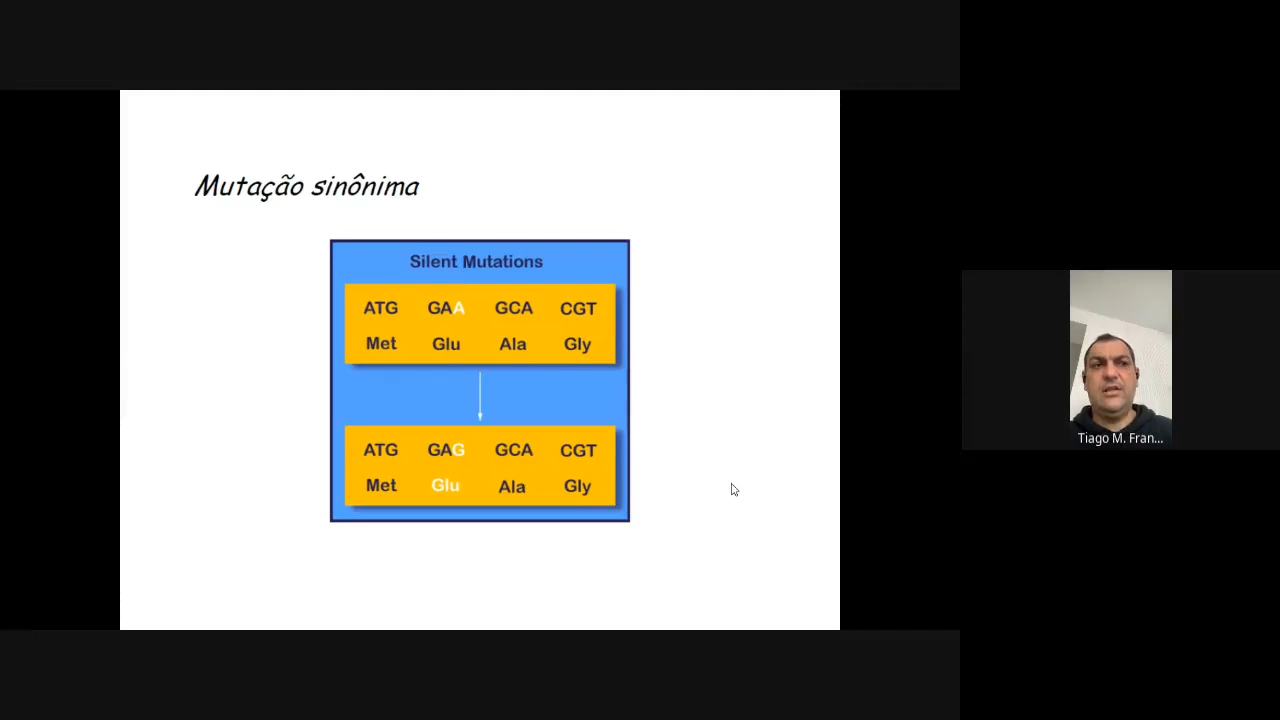 Mutação sinônima
Silent Mutations
ATG GAA GCA CGT
Met Glu Ala Gly
ATG GAG GCA CGT
Met Glu Ala Gly
Tiago M. Fran...